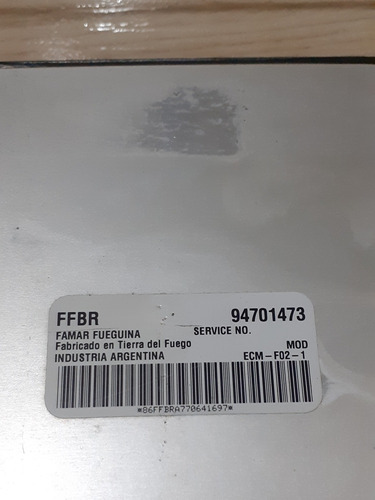 FFBR 94701473
FAMAR FUEGUINA SERVICE NO.
Fabricado en Tierra del Fuego MOD
INDUSTRIA ARGENTINA ECM-F02-1
*86FFBRA770641697*